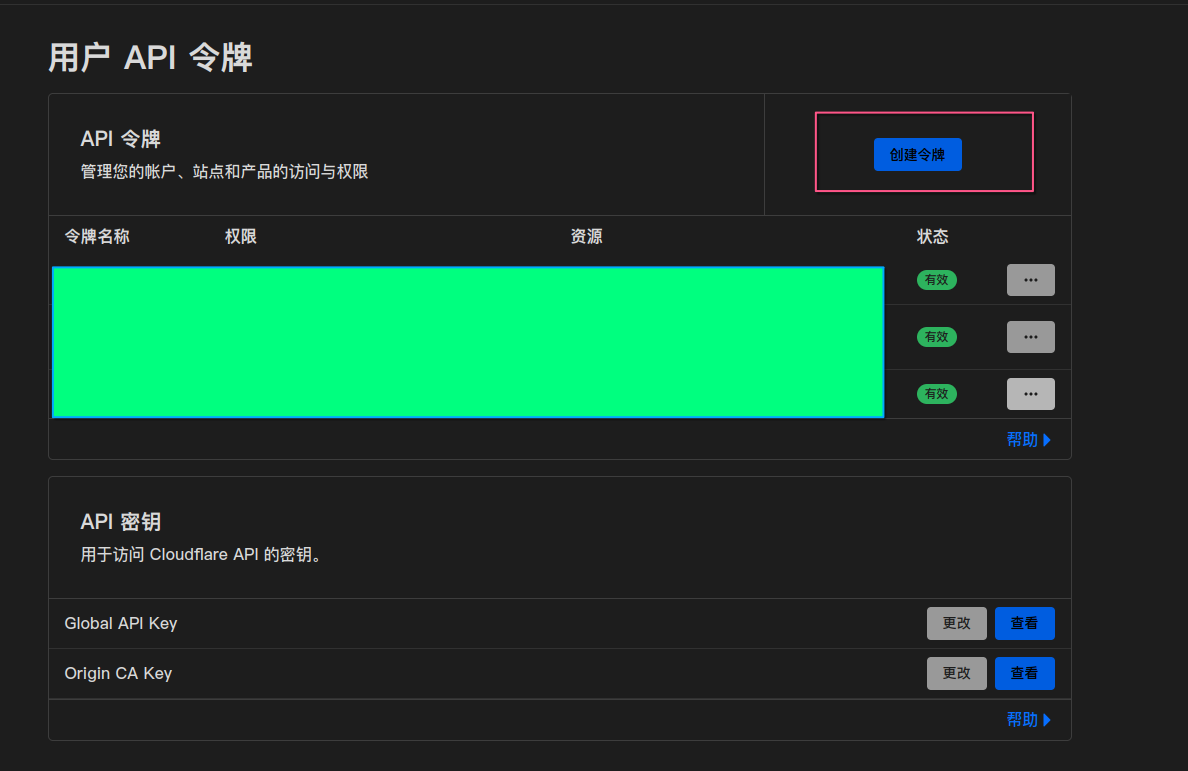 用户 API 令牌
API 令牌
管理您的帐户、站点和产品的访问与权限
创建令牌
令牌名称 权限 资源 状态
有效
有效
有效
帮助
API 密钥
用于访问 Cloudflare API 的密钥。
Global API Key 更改 查看
Origin CA Key 更改 查看
帮助